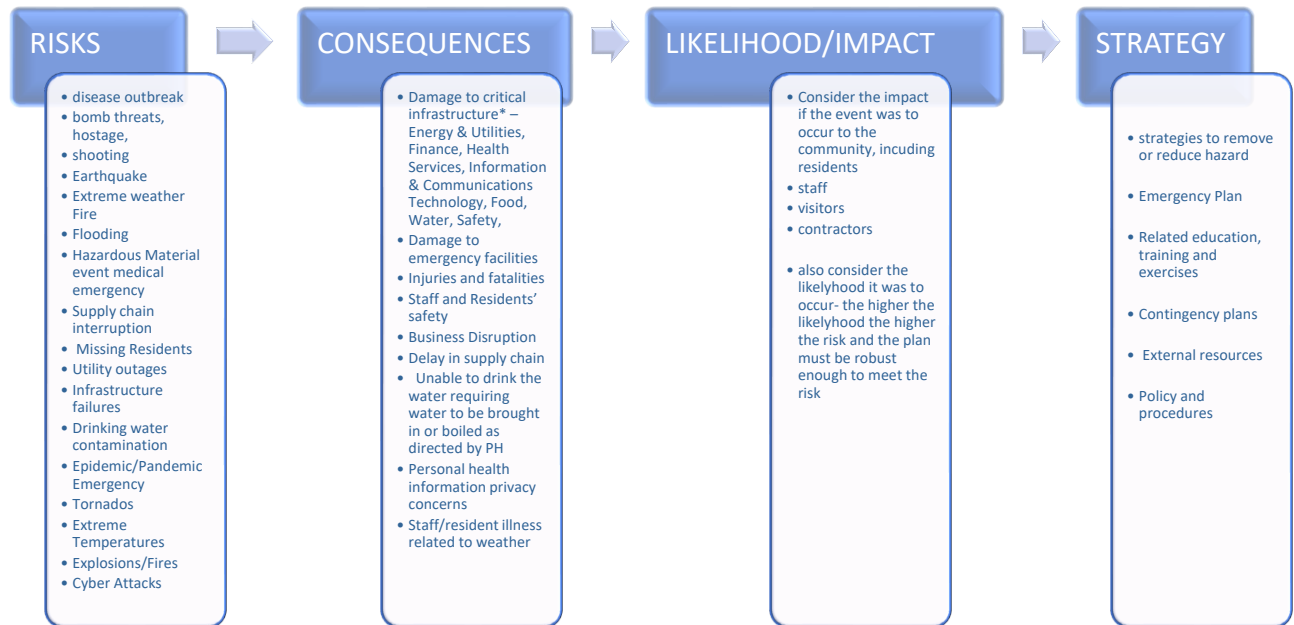 RISKS
• disease outbreak
• bomb threats,
hostage,
• shooting
• Earthquake
• Extreme weather
Fire
• Flooding
• Hazardous Material
event medical
emergency
• Supply chain
interruption
• Missing Residents
• Utility outages
• Infrastructure
failures
• Drinking water
contamination
• Epidemic/Pandemic
Emergency
• Tornados
• Extreme
Temperatures
• Explosions/Fires
• Cyber Attacks
CONSEQUENCES
• Damage to critical
infrastructure* –
Energy & Utilities,
Finance, Health
Services, Information
& Communications
Technology, Food,
Water, Safety,
• Damage to
emergency facilities
• Injuries and fatalities
• Staff and Residents’
safety
• Business Disruption
• Delay in supply chain
• Unable to drink the
water requiring
water to be brought
in or boiled as
directed by PH
• Personal health
information privacy
concerns
• Staff/resident illness
related to weather
LIKELIHOOD/IMPACT
• Consider the impact
if the event was to
occur to the
community, incuding
residents
• staff
• visitors
• contractors
• also consider the
likelyhood it was to
occur- the higher the
likelyhood the higher
the risk and the plan
must be robust
enough to meet the
risk
STRATEGY
• strategies to remove
or reduce hazard
• Emergency Plan
• Related education,
training and
exercises
• Contingency plans
• External resources
• Policy and
procedures